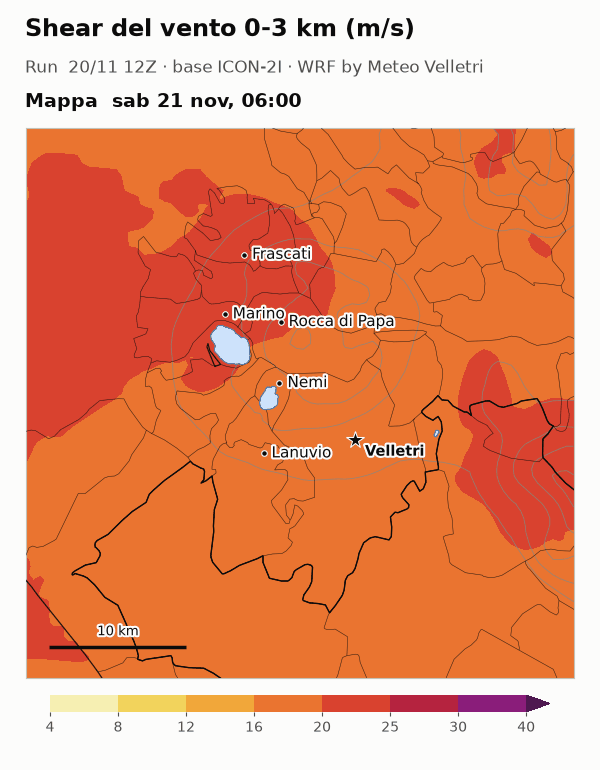 Shear del vento 0-3 km (m/s)
Run  20/11 12Z · base ICON-2I · WRF by Meteo Velletri
Mappa  sab 21 nov, 06:00
Frascati
Marino
Rocca di Papa
Nemi
Velletri
Lanuvio
10 km
4 8 12 16 20 25 30 40